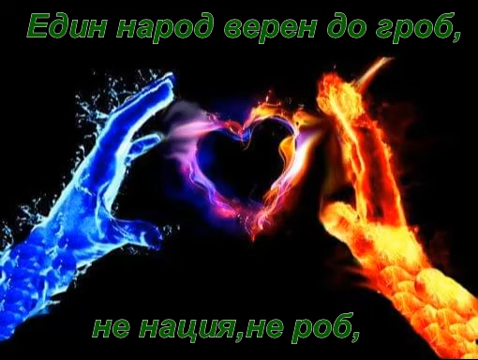 Един народ верен до гроб,
не нация,не роб,